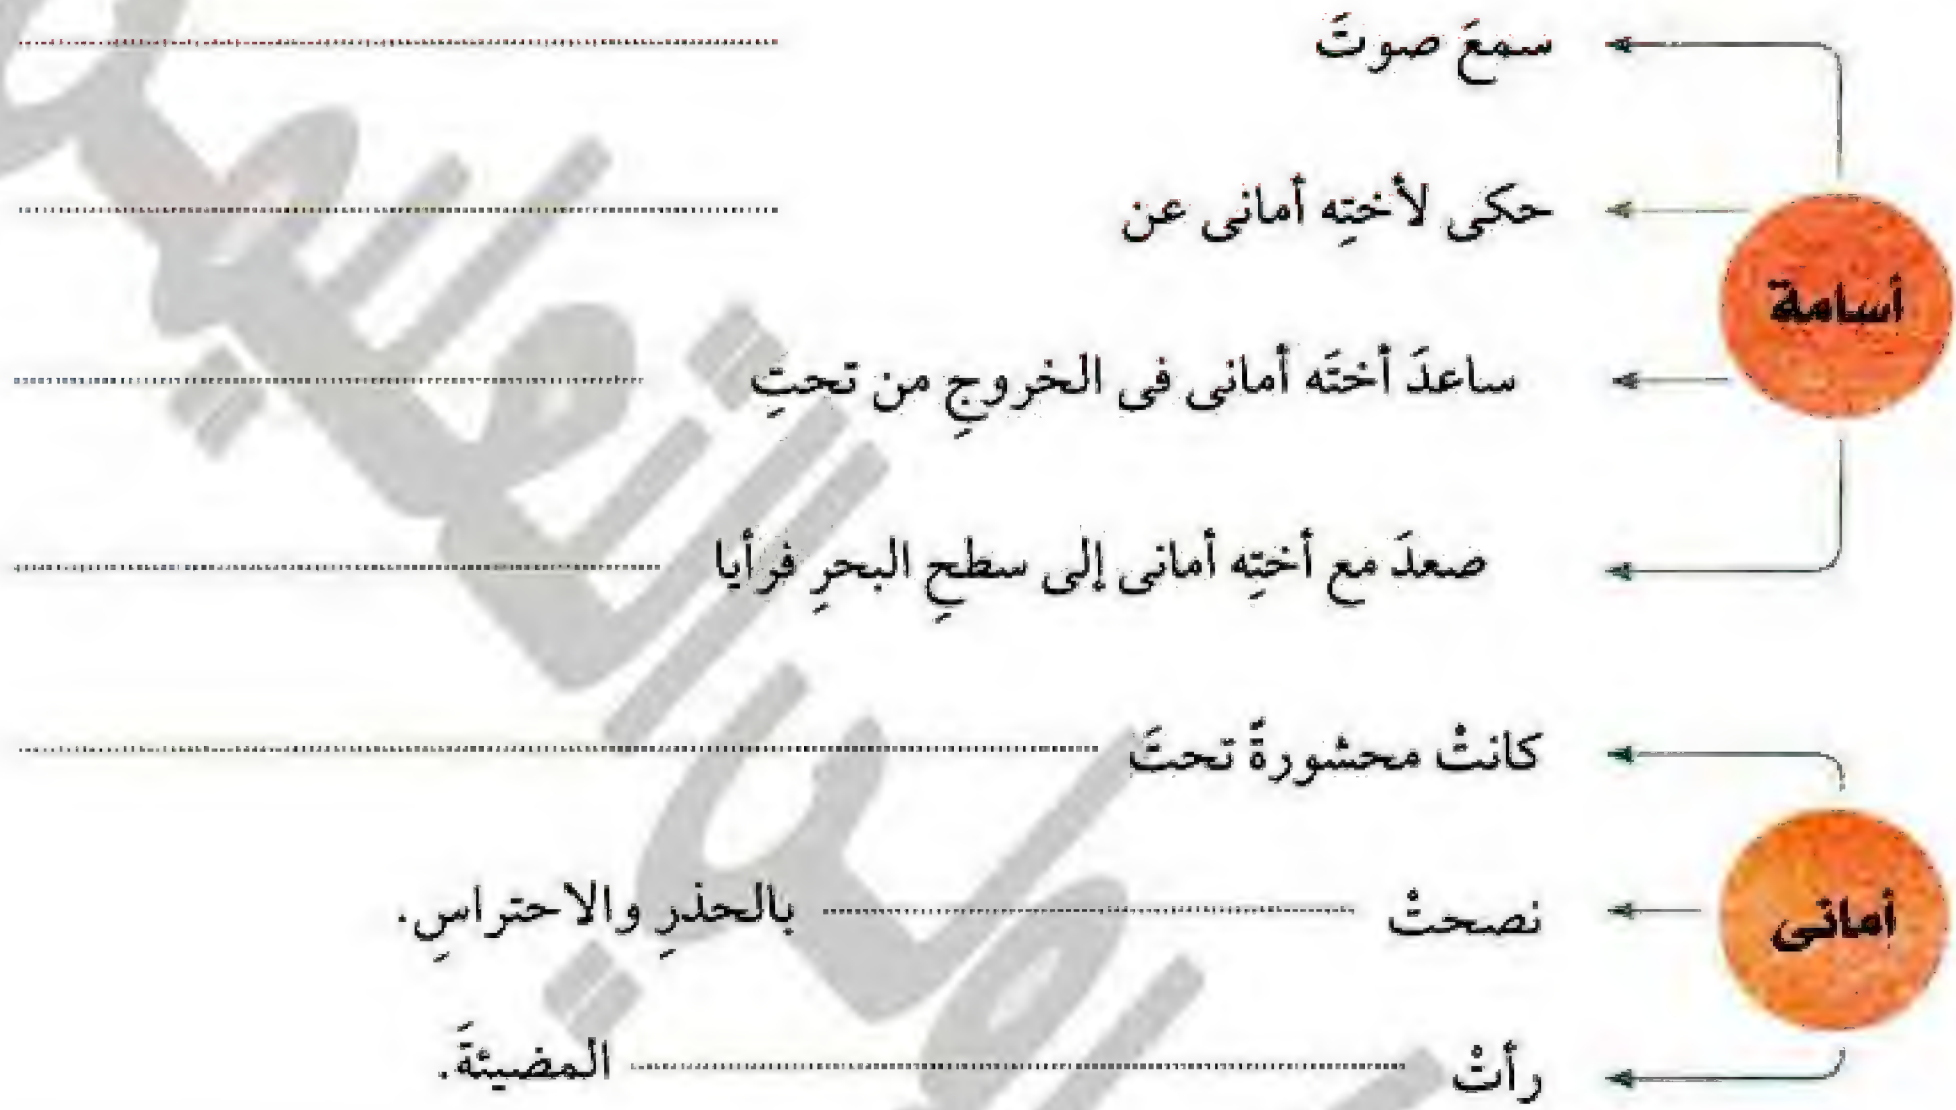 سمعَ صوتَ ........................
حكى لأختِه أمانى عن ........................
أسامة
ساعدَ أختَه أمانى فى الخروجِ من تحتِ ........................
صعدَ مع أختِه أمانى إلى سطحِ البحرِ فرأيا ........................
كانتْ محشورةً تحتَ ........................
أمانى
نصحتْ ........................ بالحذرِ والاحتراسِ.
رأتْ ........................ المضيئةَ.